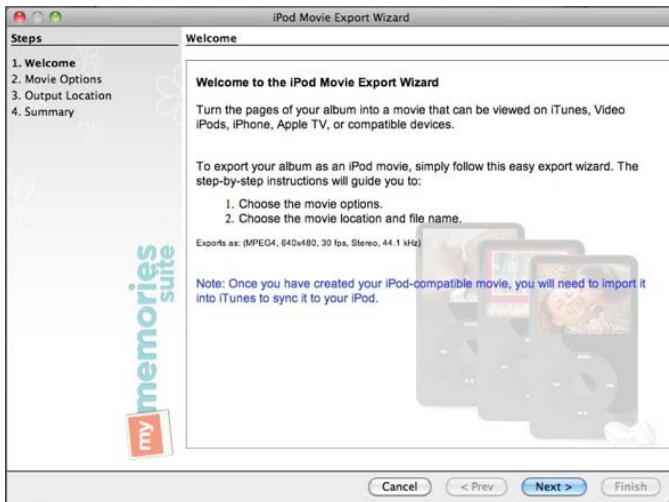 iPod Movie Export Wizard
Steps
1. Welcome
2. Movie Options
3. Output Location
4. Summary
my memories suite
Welcome
Welcome to the iPod Movie Export Wizard
Turn the pages of your album into a movie that can be viewed on iTunes, Video
iPods, iPhone, Apple TV, or compatible devices.
To export your album as an iPod movie, simply follow this easy export wizard. The
step-by-step instructions will guide you to:
1. Choose the movie options.
2. Choose the movie location and file name.
Exports as: (MPEG4, 640x480, 30 fps, Stereo, 44.1 kHz)
Note: Once you have created your iPod-compatible movie, you will need to import it
into iTunes to sync it to your iPod.
Cancel
< Prev
Next >
Finish